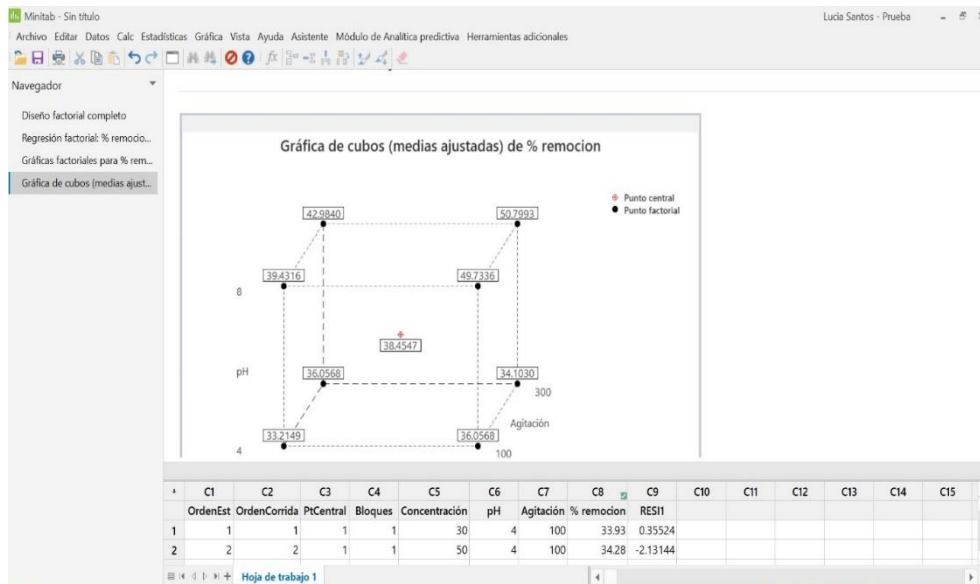 Minitab - Sin título
Lucia Santos - Prueba
Archivo Editar Datos Calc Estadísticas Gráfica Vista Ayuda Asistente Módulo de Analítica predictiva Herramientas adicionales
Navegador
Diseño factorial completo
Regresión factorial: % remocio...
Gráficas factoriales para % rem...
Gráfica de cubos (medias ajust...
Gráfica de cubos (medias ajustadas) de % remocion
Punto central
Punto factorial
42.9840 50.7993
39.4316 49.7336
8
38.4547
pH
36.0568 34.1030
300
Agitación
33.2149 36.0568
4 100
C1 C2 C3 C4 C5 C6 C7 C8 C9 C10 C11 C12 C13 C14 C15
OrdenEst OrdenCorrida PtCentral Bloques Concentración pH Agitación % remocion RESI1
1 1 1 1 1 30 4 100 33.93 0.35524
2 2 2 1 1 50 4 100 34.28 -2.13144
Hoja de trabajo 1